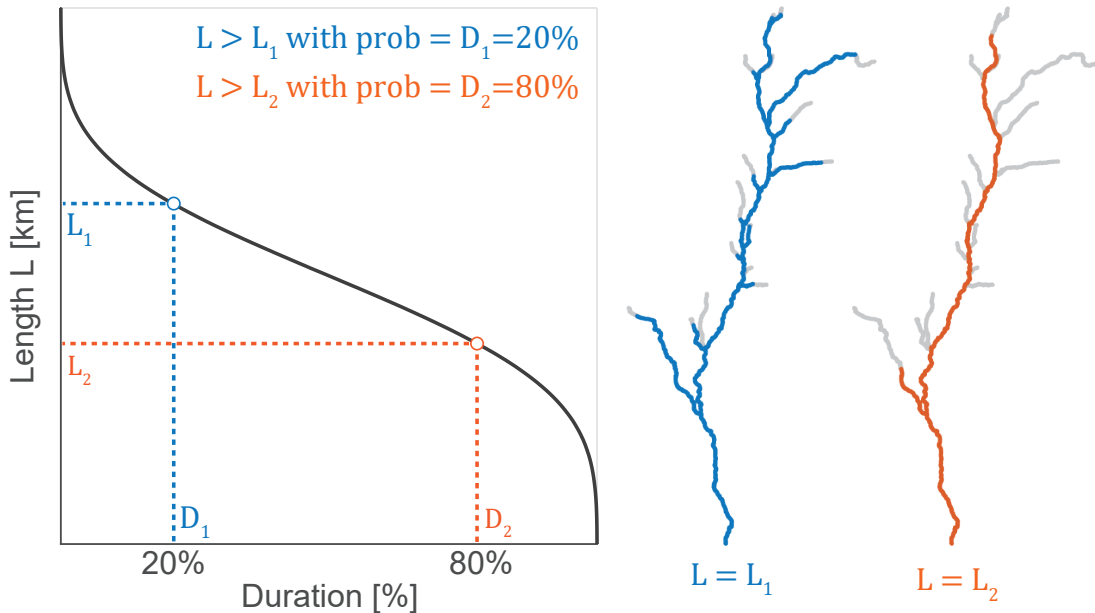 L > L₁ with prob = D₁=20%
L > L₂ with prob = D₂=80%
Length L [km]
L₁
L₂
D₁
D₂
20%
80%
Duration [%]
L = L₁
L = L₂